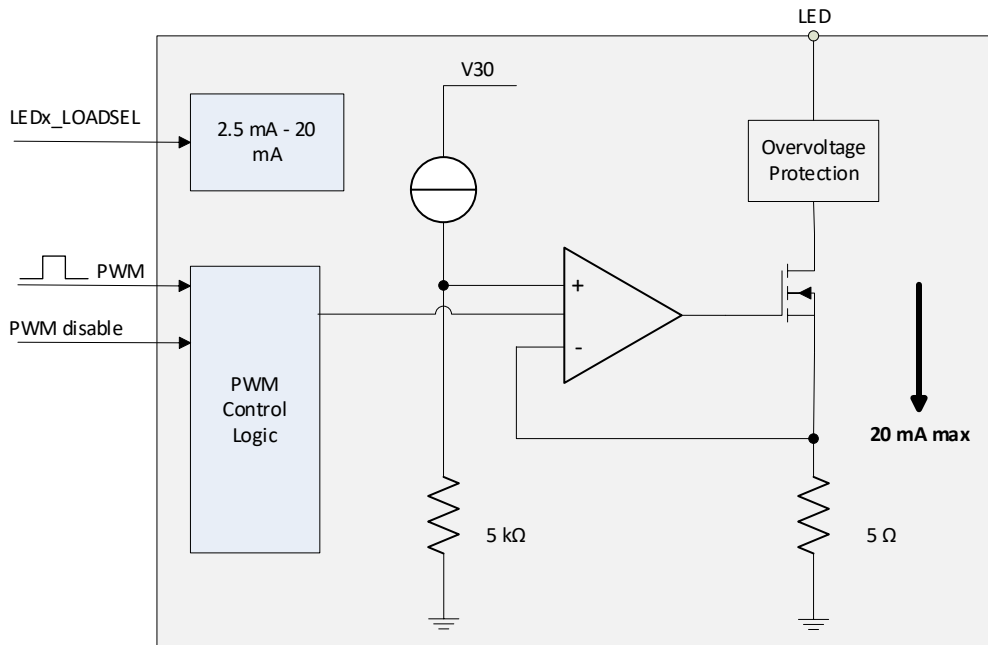 LED
V30
LEDx_LOADSEL
2.5 mA - 20
mA
Overvoltage
Protection
PWM
+
PWM disable
-
PWM
Control
Logic
20 mA max
5 kΩ
5 Ω